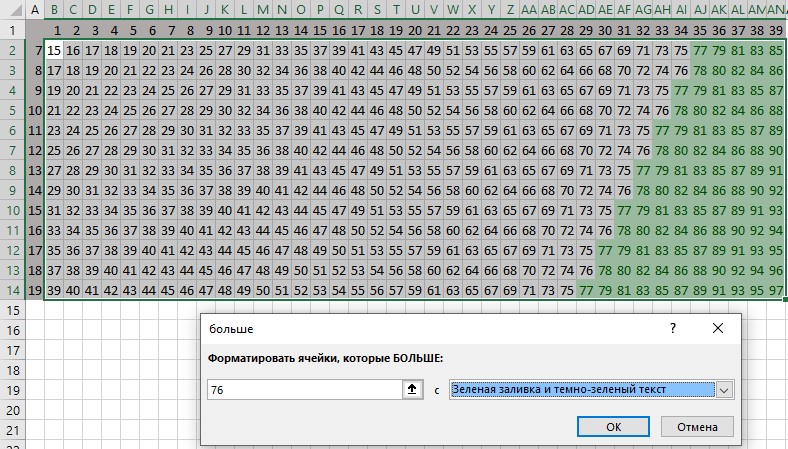 A B C D E F G H I J K L M N O P Q R S T U V W X Y Z AA AB AC AD AE AF AG AH AI AJ AK AL AM AN
1 1 2 3 4 5 6 7 8 9 10 11 12 13 14 15 16 17 18 19 20 21 22 23 24 25 26 27 28 29 30 31 32 33 34 35 36 37 38 39
2 7 15 16 17 18 19 20 21 23 25 27 29 31 33 35 37 39 41 43 45 47 49 51 53 55 57 59 61 63 65 67 69 71 73 75 77 79 81 83 85
3 8 17 18 19 20 21 22 23 24 26 28 30 32 34 36 38 40 42 44 46 48 50 52 54 56 58 60 62 64 66 68 70 72 74 76 78 80 82 84 86
4 9 19 20 21 22 23 24 25 26 27 29 31 33 35 37 39 41 43 45 47 49 51 53 55 57 59 61 63 65 67 69 71 73 75 77 79 81 83 85 87
5 10 21 22 23 24 25 26 27 28 29 30 32 34 36 38 40 42 44 46 48 50 52 54 56 58 60 62 64 66 68 70 72 74 76 78 80 82 84 86 88
6 11 23 24 25 26 27 28 29 30 31 32 33 35 37 39 41 43 45 47 49 51 53 55 57 59 61 63 65 67 69 71 73 75 77 79 81 83 85 87 89
7 12 25 26 27 28 29 30 31 32 33 34 35 36 38 40 42 44 46 48 50 52 54 56 58 60 62 64 66 68 70 72 74 76 78 80 82 84 86 88 90
8 13 27 28 29 30 31 32 33 34 35 36 37 38 39 41 43 45 47 49 51 53 55 57 59 61 63 65 67 69 71 73 75 77 79 81 83 85 87 89 91
9 14 29 30 31 32 33 34 35 36 37 38 39 40 41 42 44 46 48 50 52 54 56 58 60 62 64 66 68 70 72 74 76 78 80 82 84 86 88 90 92
10 15 31 32 33 34 35 36 37 38 39 40 41 42 43 44 45 47 49 51 53 55 57 59 61 63 65 67 69 71 73 75 77 79 81 83 85 87 89 91 93
11 16 33 34 35 36 37 38 39 40 41 42 43 44 45 46 47 48 50 52 54 56 58 60 62 64 66 68 70 72 74 76 78 80 82 84 86 88 90 92 94
12 17 35 36 37 38 39 40 41 42 43 44 45 46 47 48 49 50 51 53 55 57 59 61 63 65 67 69 71 73 75 77 79 81 83 85 87 89 91 93 95
13 18 37 38 39 40 41 42 43 44 45 46 47 48 49 50 51 52 53 54 56 58 60 62 64 66 68 70 72 74 76 78 80 82 84 86 88 90 92 94 96
14 19 39 40 41 42 43 44 45 46 47 48 49 50 51 52 53 54 55 56 57 59 61 63 65 67 69 71 73 75 77 79 81 83 85 87 89 91 93 95 97
15
16
17
18
19
20
21
больше ?
Форматировать ячейки, которые БОЛЬШЕ:
76 с Зеленая заливка и темно-зеленый текст
ОК Отмена